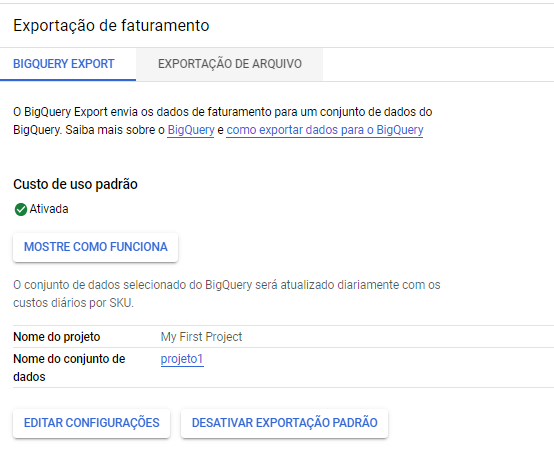 Exportação de faturamento
BIGQUERY EXPORT EXPORTAÇÃO DE ARQUIVO
O BigQuery Export envia os dados de faturamento para um conjunto de dados do
BigQuery. Saiba mais sobre o BigQuery e como exportar dados para o BigQuery
Custo de uso padrão
Ativada
MOSTRE COMO FUNCIONA
O conjunto de dados selecionado do BigQuery será atualizado diariamente com os
custos diários por SKU.
Nome do projeto My First Project
Nome do conjunto de projeto1
dados
EDITAR CONFIGURAÇÕES DESATIVAR EXPORTAÇÃO PADRÃO